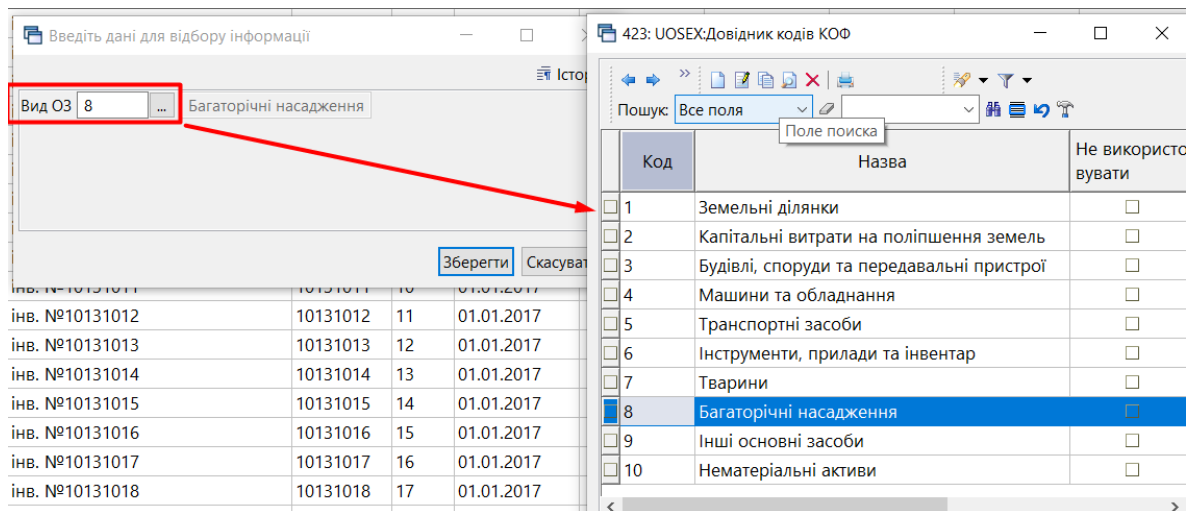 Введіть дані для відбору інформації
Вид ОЗ 8 ... Багаторічні насадження
Зберегти
інв. №10131012 10131012 11 01.01.2017
інв. №10131013 10131013 12 01.01.2017
інв. №10131014 10131014 13 01.01.2017
інв. №10131015 10131015 14 01.01.2017
інв. №10131016 10131016 15 01.01.2017
інв. №10131017 10131017 16 01.01.2017
інв. №10131018 10131018 17 01.01.2017
423: UOSEX:Довідник кодів КОФ
Пошук: Все поля
Поле поиска
Код Назва Не використо
вувати
1 Земельні ділянки
2 Капітальні витрати на поліпшення земель
3 Будівлі, споруди та передавальні пристрої
4 Машини та обладнання
5 Транспортні засоби
6 Інструменти, прилади та інвентар
7 Тварини
8 Багаторічні насадження
9 Інші основні засоби
10 Нематеріальні активи